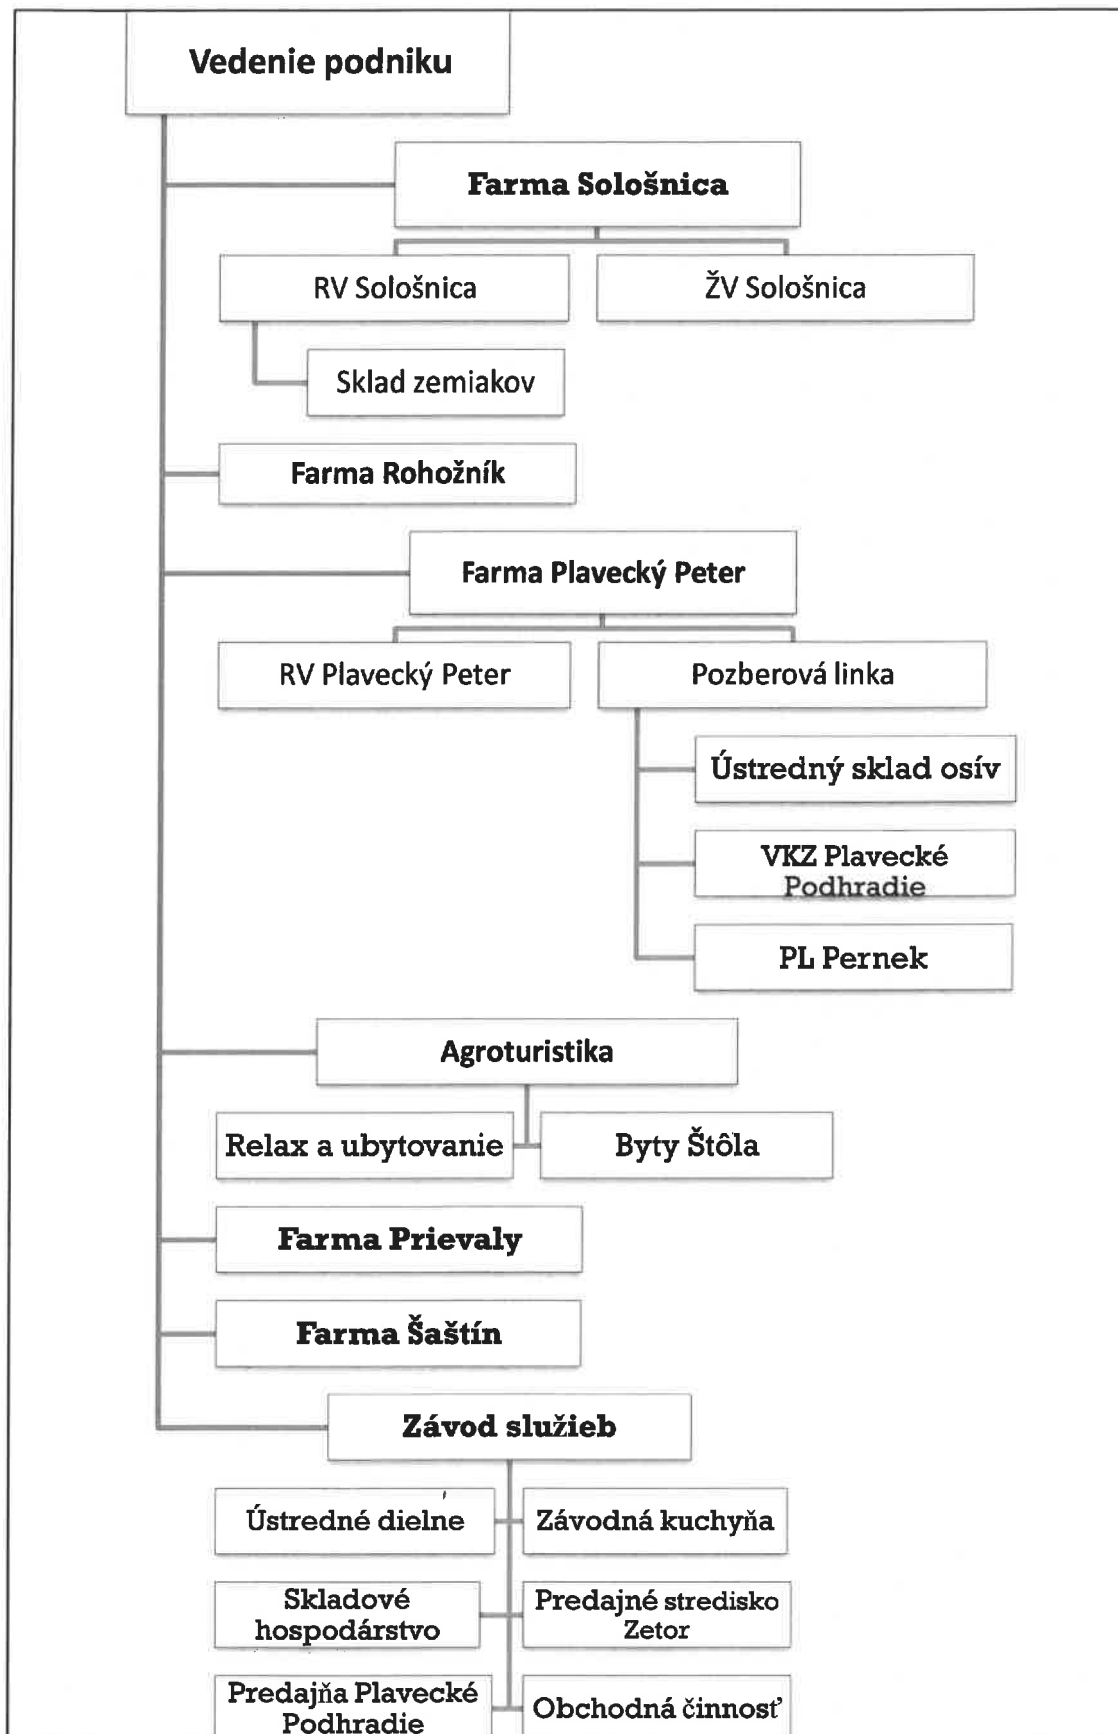 Vedenie podniku
Farma Sološnica
RV Sološnica
ŽV Sološnica
Sklad zemiakov
Farma Rohožník
Farma Plavecký Peter
RV Plavecký Peter
Pozberová linka
Ústredný sklad osív
VKZ Plavecké
Podhradie
PL Pernek
Agroturistika
Relax a ubytovanie
Byty Štôla
Farma Prievaly
Farma Šaštín
Závod služieb
Ústredné dielne
Závodná kuchyňa
Skladové
hospodárstvo
Predajné stredisko
Zetor
Predajňa Plavecké
Podhradie
Obchodná činnosť